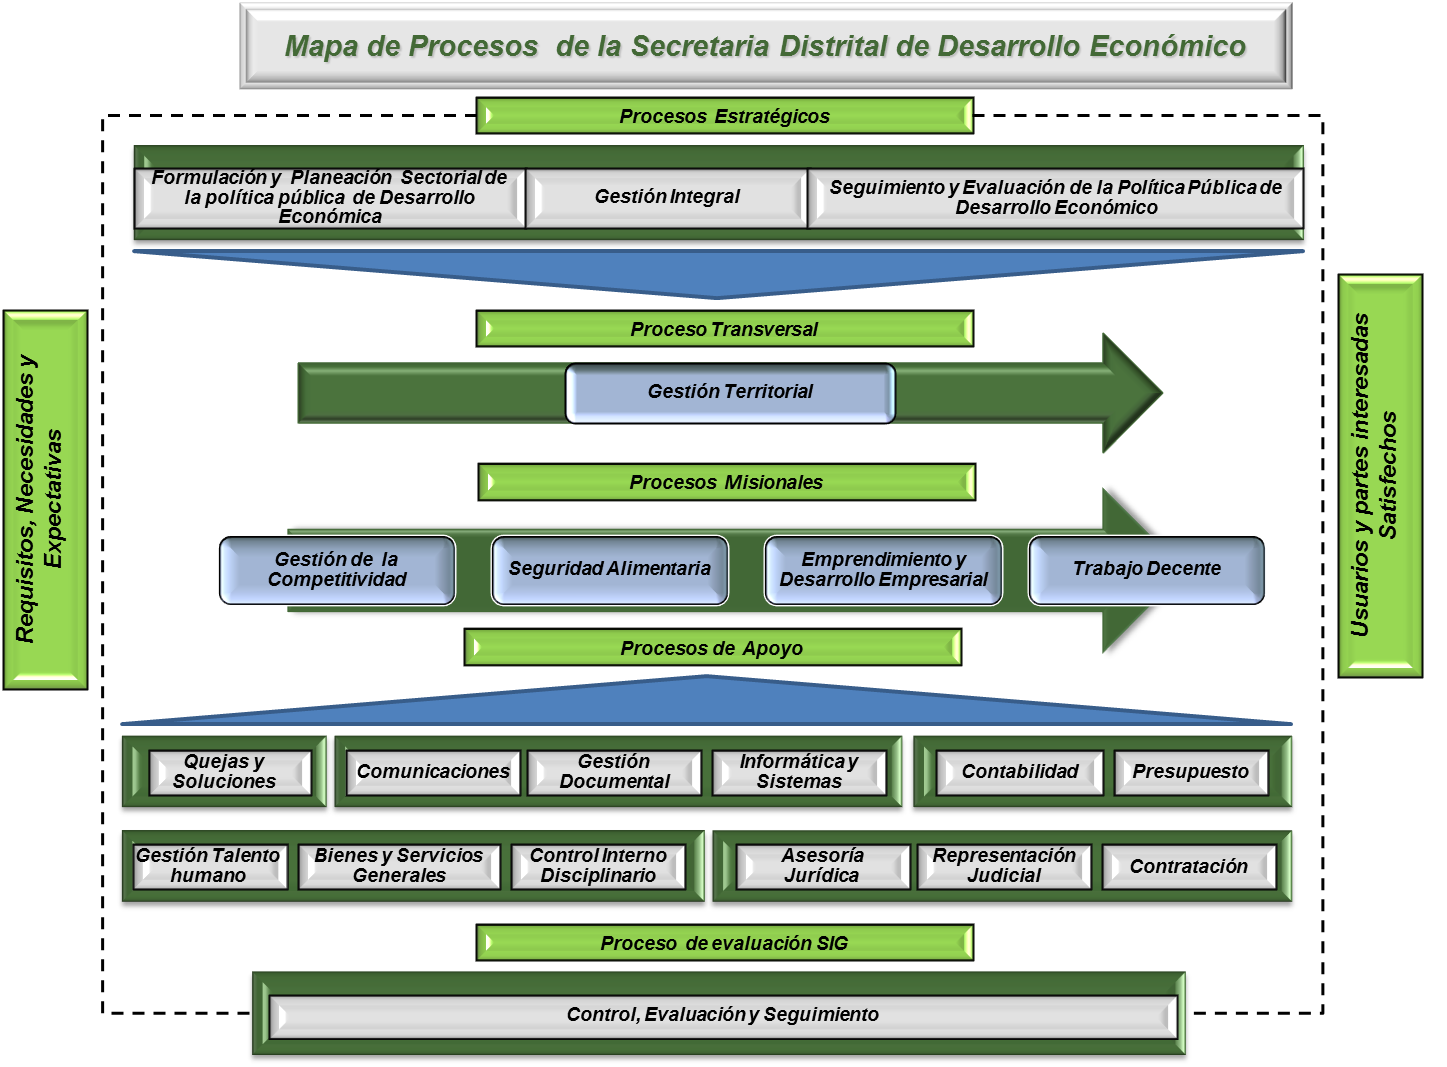 Mapa de Procesos de la Secretaria Distrital de Desarrollo Económico
Procesos Estratégicos
Formulación y Planeación Sectorial de
la política pública de Desarrollo
Económica
Gestión Integral
Seguimiento y Evaluación de la Política Pública de
Desarrollo Económico
Requisitos, Necesidades y
Expectativas
Usuarios y partes interesadas
Satisfechos
Proceso Transversal
Gestión Territorial
Procesos Misionales
Gestión de la
Competitividad
Seguridad Alimentaria
Emprendimiento y
Desarrollo Empresarial
Trabajo Decente
Procesos de Apoyo
Quejas y
Soluciones
Comunicaciones
Gestión
Documental
Informática y
Sistemas
Contabilidad
Presupuesto
Gestión Talento
humano
Bienes y Servicios
Generales
Control Interno
Disciplinario
Asesoría
Jurídica
Representación
Judicial
Contratación
Proceso de evaluación SIG
Control, Evaluación y Seguimiento